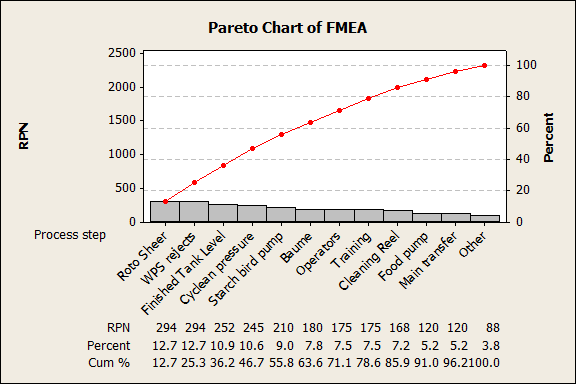 Pareto Chart of FMEA
2500
2000
1500
1000
500
0
RPN
100
80
60
40
20
0
Percent
Process step
Roto Sheer
WPS rejects
Finished Tank Level
Cyclean pressure
Starch bird pump
Baume
Operators
Training
Cleaning Reel
Food pump
Main transfer
Other
RPN 294 294 252 245 210 180 175 175 168 120 120 88
Percent 12.7 12.7 10.9 10.6 9.0 7.8 7.5 7.5 7.2 5.2 5.2 3.8
Cum % 12.7 25.3 36.2 46.7 55.8 63.6 71.1 78.6 85.9 91.0 96.2 100.0